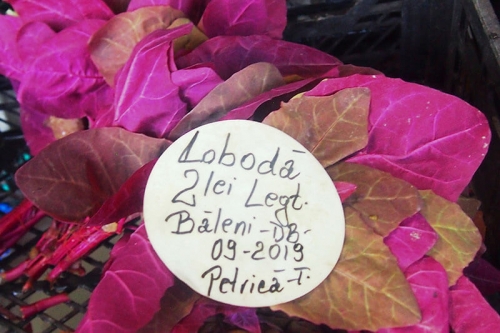 Lobodă
2 lei Legt.
Băleni-DB-
09-2019
Petrică-T.